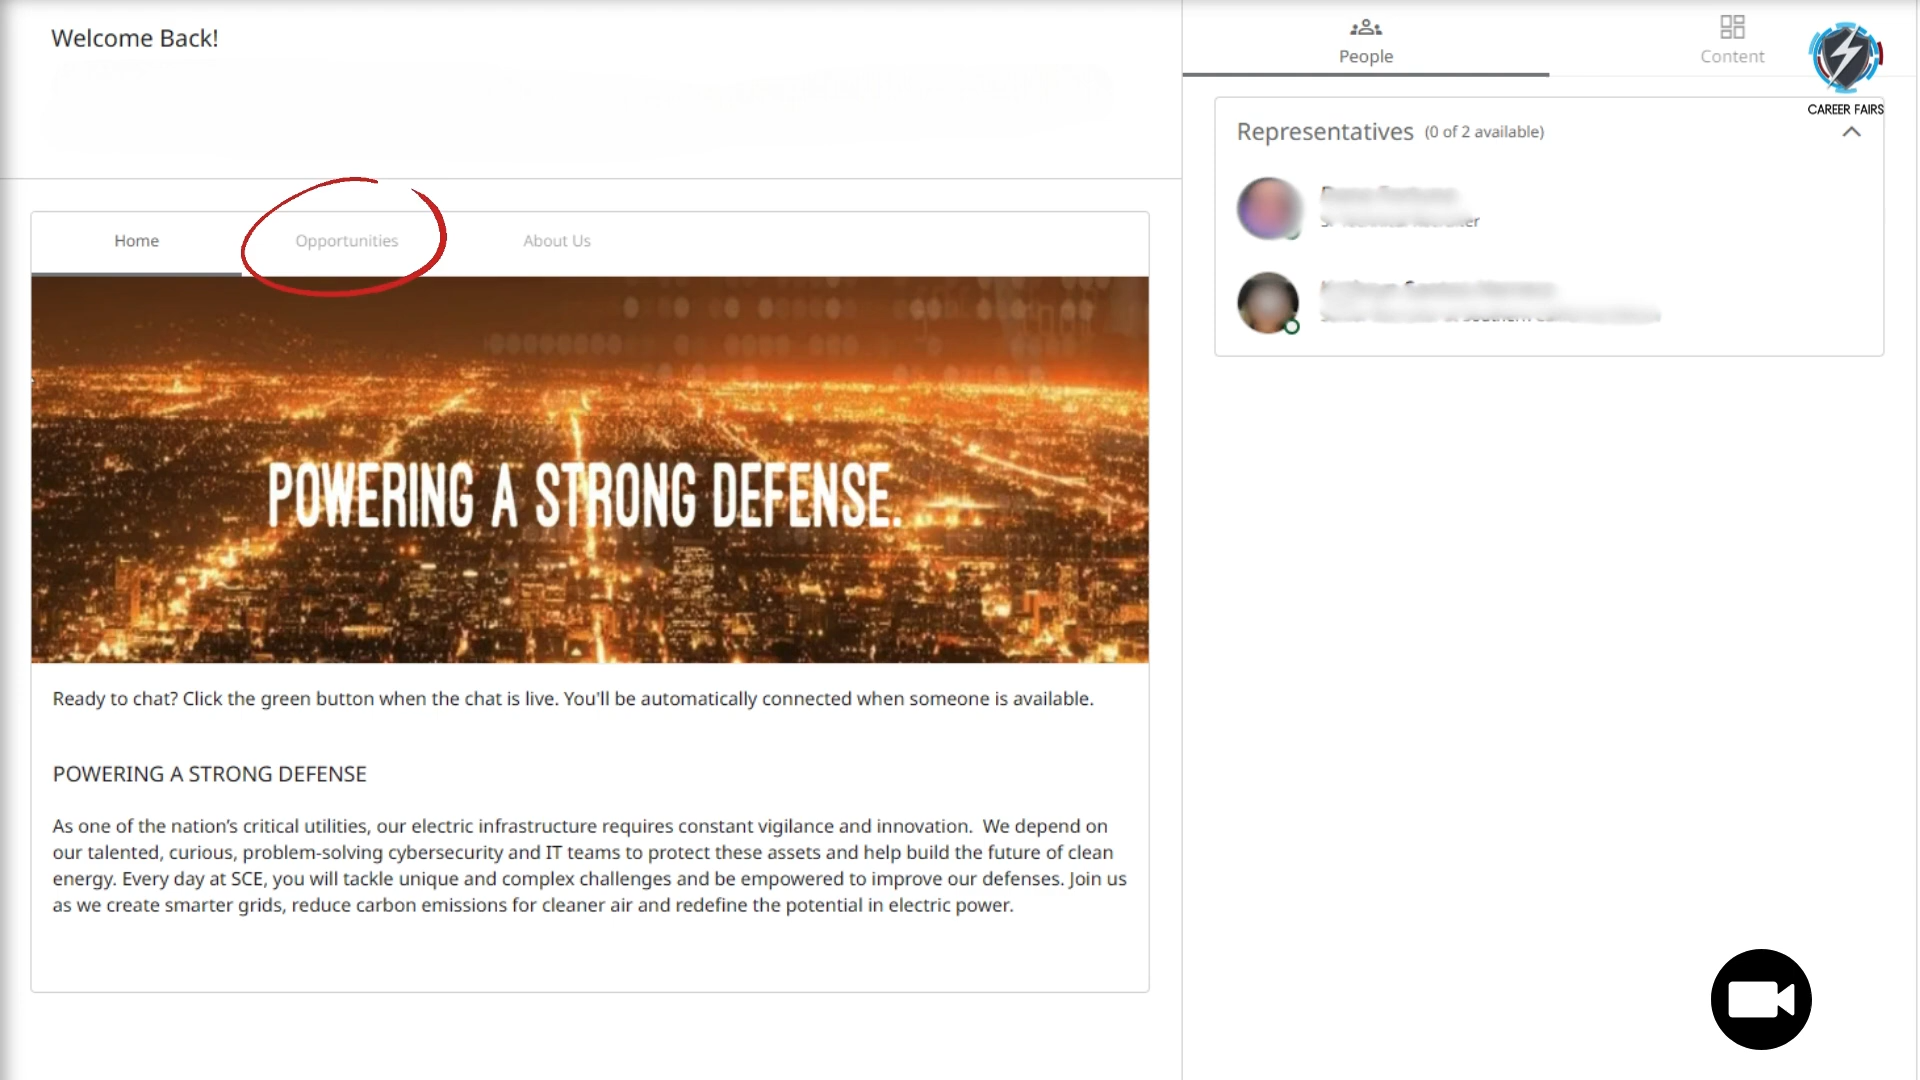 Welcome Back!
People
Content
CAREER FAIRS
Representatives (0 of 2 available)
Home
Opportunities
About Us
POWERING A STRONG DEFENSE.
Ready to chat? Click the green button when the chat is live. You'll be automatically connected when someone is available.
POWERING A STRONG DEFENSE
As one of the nation’s critical utilities, our electric infrastructure requires constant vigilance and innovation.  We depend on
our talented, curious, problem-solving cybersecurity and IT teams to protect these assets and help build the future of clean
energy. Every day at SCE, you will tackle unique and complex challenges and be empowered to improve our defenses. Join us
as we create smarter grids, reduce carbon emissions for cleaner air and redefine the potential in electric power.